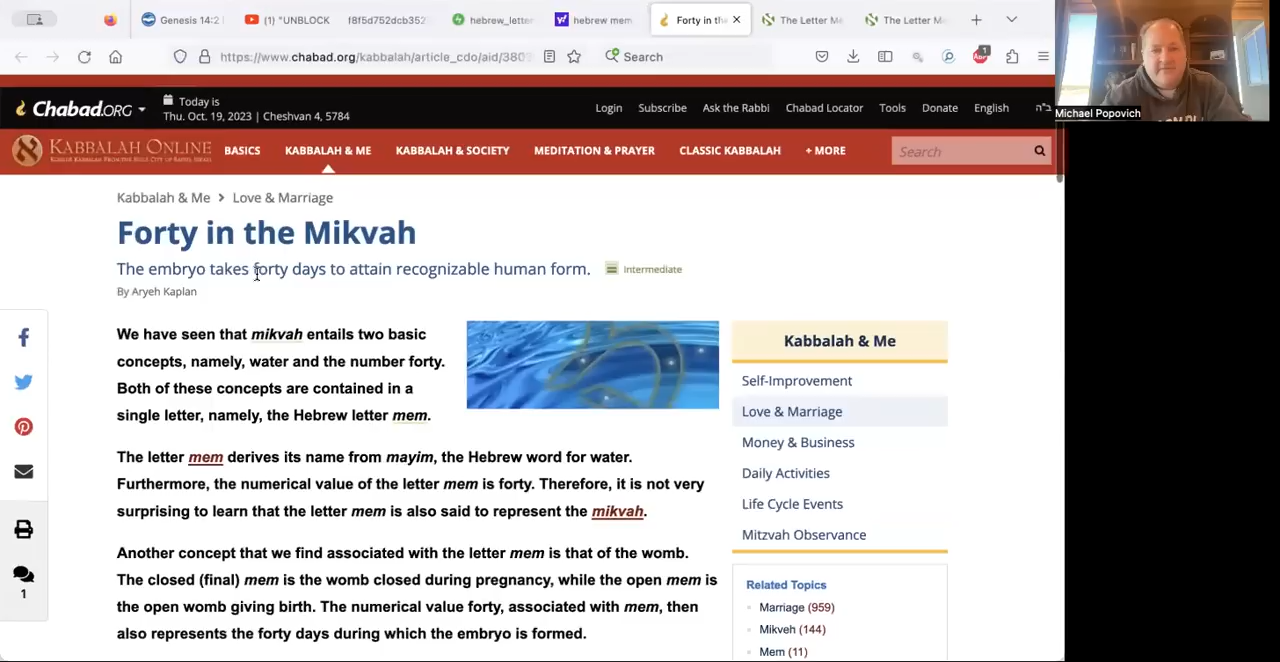 Genesis 14:2
(1) "UNBLOCK
f8f5d752dcb352
hebrew_letter
hebrew mem
Forty in th
The Letter Me
The Letter Me
https://www.chabad.org/kabbalah/article_cdo/aid/380
Search
1
Michael Popovich
Chabad.ORG
Today is
Thu. Oct. 19, 2023 | Cheshvan 4, 5784
Login
Subscribe
Ask the Rabbi
Chabad Locator
Tools
Donate
English
ב"ה
KABBALAH ONLINE
BASICS
KABBALAH & ME
KABBALAH & SOCIETY
MEDITATION & PRAYER
CLASSIC KABBALAH
+ MORE
Search
Kabbalah & Me > Love & Marriage
Forty in the Mikvah
The embryo takes forty days to attain recognizable human form.
Intermediate
By Aryeh Kaplan
We have seen that mikvah entails two basic
concepts, namely, water and the number forty.
Both of these concepts are contained in a
single letter, namely, the Hebrew letter mem.
The letter mem derives its name from mayim, the Hebrew word for water.
Furthermore, the numerical value of the letter mem is forty. Therefore, it is not very
surprising to learn that the letter mem is also said to represent the mikvah.
Another concept that we find associated with the letter mem is that of the womb.
The closed (final) mem is the womb closed during pregnancy, while the open mem is
the open womb giving birth. The numerical value forty, associated with mem, then
also represents the forty days during which the embryo is formed.
1
Kabbalah & Me
Self-Improvement
Love & Marriage
Money & Business
Daily Activities
Life Cycle Events
Mitzvah Observance
Related Topics
Marriage (959)
Mikveh (144)
Mem (11)